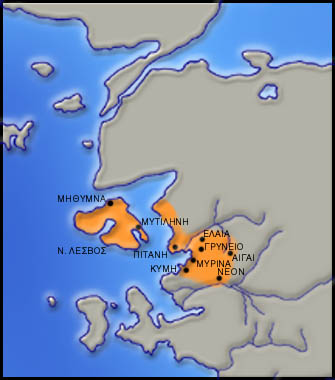 ΜΗΘΥΜΝΑ
ΜΥΤΙΛΗΝΗ
ΕΛΑΙΑ
ΓΡΥΝΕΙΟ
Ν. ΛΕΣΒΟΣ
ΠΙΤΑΝΗ
ΑΙΓΑΙ
ΜΥΡΙΝΑ
ΚΥΜΗ
ΝΕΟΝ